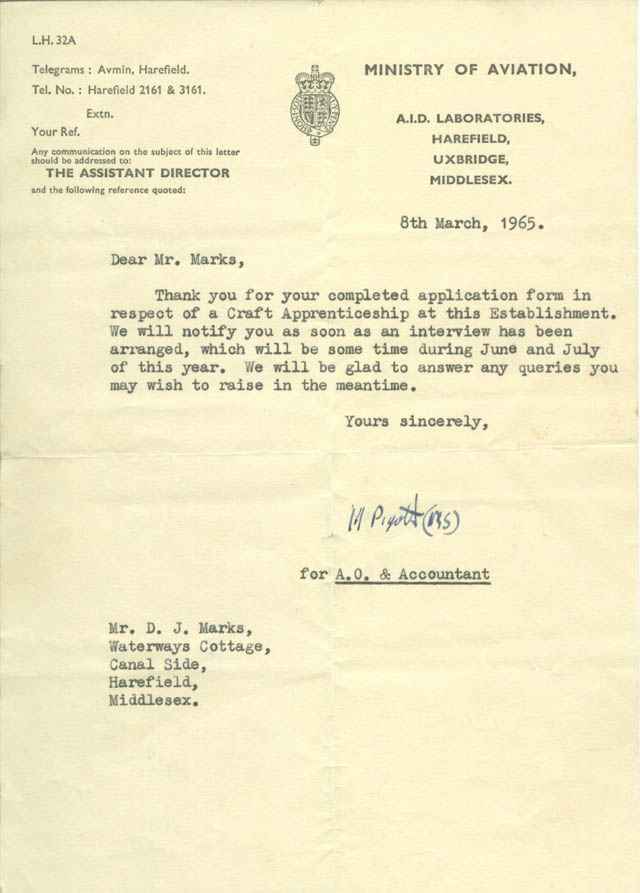 L.H. 32A
Telegrams : Avmin, Harefield.
Tel. No. : Harefield 2161 & 3161.
Extn.
Your Ref.
Any communication on the subject of this letter
should be addressed to:
THE ASSISTANT DIRECTOR
and the following reference quoted:
MINISTRY OF AVIATION,
A.I.D. LABORATORIES,
HAREFIELD,
UXBRIDGE,
MIDDLESEX.
8th March, 1965.
Dear Mr. Marks,
Thank you for your completed application form in
respect of a Craft Apprenticeship at this Establishment.
We will notify you as soon as an interview has been
arranged, which will be some time during June and July
of this year. We will be glad to answer any queries you
may wish to raise in the meantime.
Yours sincerely,
M Pigott (MRS)
for A.O. & Accountant
Mr. D. J. Marks,
Waterways Cottage,
Canal Side,
Harefield,
Middlesex.